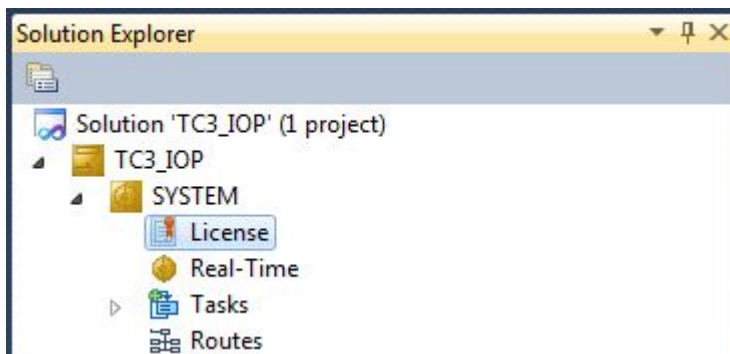 Solution Explorer
Solution 'TC3_IOP' (1 project)
TC3_IOP
SYSTEM
License
Real-Time
Tasks
Routes